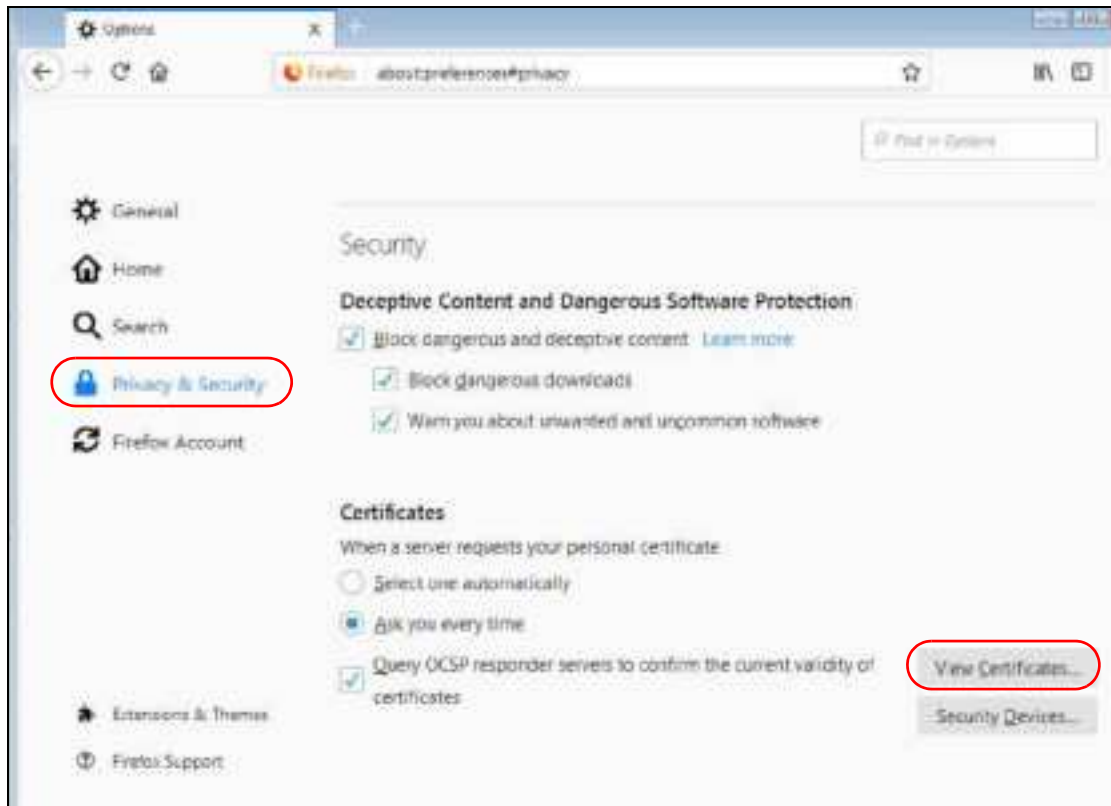 Options
Firefox about:preferences#privacy
Find in Options
General
Home
Search
Privacy & Security
Firefox Account
Extensions & Themes
Firefox Support
Security
Deceptive Content and Dangerous Software Protection
Block dangerous and deceptive content Learn more
Block dangerous downloads
Warn you about unwanted and uncommon software
Certificates
When a server requests your personal certificate
Select one automatically
Ask you every time
Query OCSP responder servers to confirm the current validity of
certificates
View Certificates...
Security Devices...